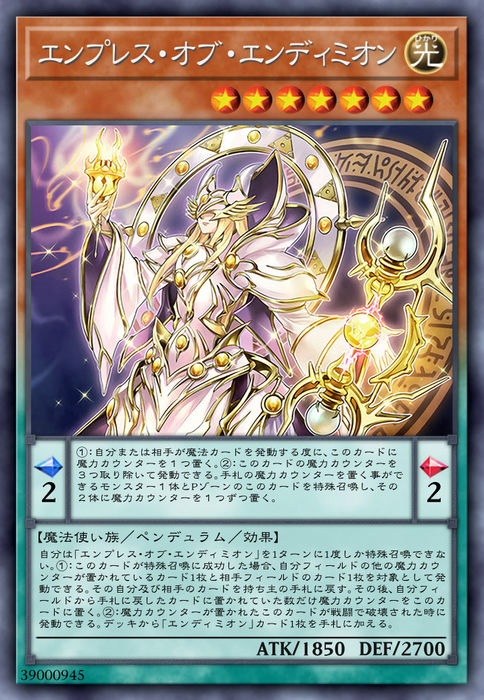 エンプレス・オブ・エンディミオン
光
ひかり
①:自分または相手が魔法カードを発動する度に、このカードに
魔力カウンターを1つ置く。②:このカードの魔力カウンターを
3つ取り除いて発動できる。手札の魔力カウンターを置く事がで
きるモンスター1体とPゾーンのこのカードを特殊召喚し、その
2体に魔力カウンターを1つずつ置く。
2
2
【魔法使い族/ペンデュラム/効果】
自分は「エンプレス・オブ・エンディミオン」を1ターンに1度しか特殊召喚できな
い。①:このカードが特殊召喚に成功した場合、自分フィールドの他の魔力カウ
ンターが置かれているカード1枚と相手フィールドのカード1枚を対象として発
動できる。その自分及び相手のカードを持ち主の手札に戻す。その後、自分フィ
ールドから手札に戻したカードに置かれていた数だけ魔力カウンターをこのカ
ードに置く。②:魔力カウンターが置かれたこのカードが戦闘で破壊された時に
発動できる。デッキから「エンディミオン」カード1枚を手札に加える。
ATK/1850 DEF/2700
39000945